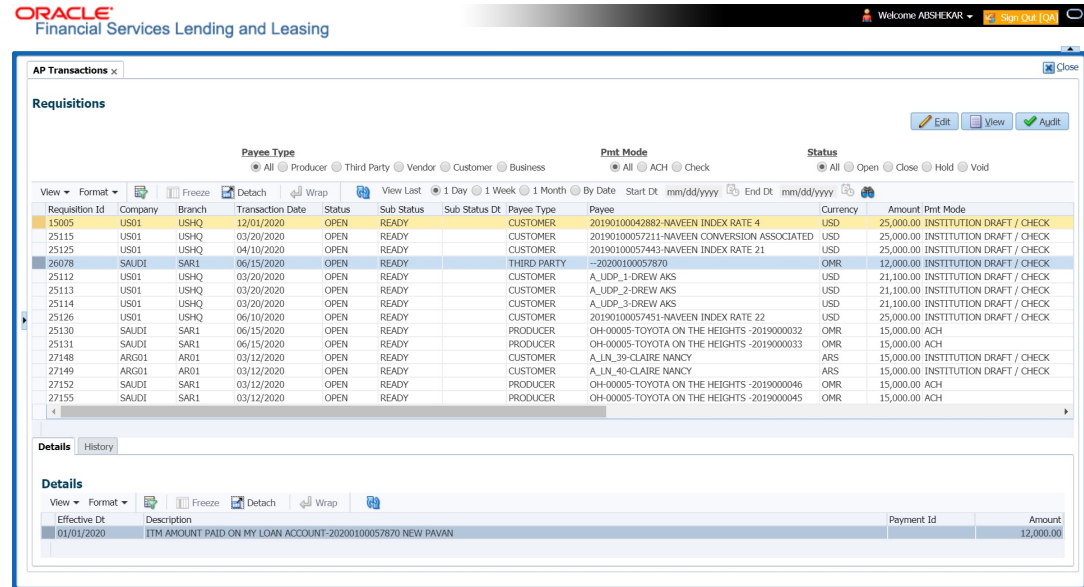 ORACLE®
Financial Services Lending and Leasing
Welcome ABSHEKAR Sign Out [QA]
AP Transactions x
Close
Requisitions
Edit View Audit
Payee Type Pmt Mode Status
All Producer Third Party Vendor Customer Business All ACH Check All Open Close Hold Void
View Format Freeze Detach Wrap View Last 1 Day 1 Week 1 Month By Date Start Dt mm/dd/yyyy End Dt mm/dd/yyyy
Requisition Id Company Branch Transaction Date Status Sub Status Sub Status Dt Payee Type Payee Currency Amount Pmt Mode
15005 US01 USHQ 12/01/2020 OPEN READY CUSTOMER 20190100042882-NAVEEN INDEX RATE 4 USD 25,000.00 INSTITUTION DRAFT / CHECK
25115 US01 USHQ 03/20/2020 OPEN READY CUSTOMER 20190100057211-NAVEEN CONVERSION ASSOCIATED USD 25,000.00 INSTITUTION DRAFT / CHECK
25125 US01 USHQ 04/10/2020 OPEN READY CUSTOMER 20190100057443-NAVEEN INDEX RATE 21 USD 25,000.00 INSTITUTION DRAFT / CHECK
26078 SAUDI SAR1 06/15/2020 OPEN READY THIRD PARTY --20200100057870 OMR 12,000.00 INSTITUTION DRAFT / CHECK
25112 US01 USHQ 03/20/2020 OPEN READY CUSTOMER A_UDP_1-DREW AKS USD 21,100.00 INSTITUTION DRAFT / CHECK
25113 US01 USHQ 03/20/2020 OPEN READY CUSTOMER A_UDP_2-DREW AKS USD 21,100.00 INSTITUTION DRAFT / CHECK
25114 US01 USHQ 03/20/2020 OPEN READY CUSTOMER A_UDP_3-DREW AKS USD 21,100.00 INSTITUTION DRAFT / CHECK
25126 US01 USHQ 06/10/2020 OPEN READY CUSTOMER 20190100057451-NAVEEN INDEX RATE 22 USD 25,000.00 INSTITUTION DRAFT / CHECK
25130 SAUDI SAR1 06/15/2020 OPEN READY PRODUCER OH-00005-TOYOTA ON THE HEIGHTS -2019000032 OMR 15,000.00 ACH
25131 SAUDI SAR1 06/15/2020 OPEN READY PRODUCER OH-00005-TOYOTA ON THE HEIGHTS -2019000033 OMR 15,000.00 ACH
27148 ARG01 AR01 03/12/2020 OPEN READY CUSTOMER A_LN_39-CLAIRE NANCY ARS 15,000.00 INSTITUTION DRAFT / CHECK
27149 ARG01 AR01 03/12/2020 OPEN READY CUSTOMER A_LN_40-CLAIRE NANCY ARS 15,000.00 INSTITUTION DRAFT / CHECK
27152 SAUDI SAR1 03/12/2020 OPEN READY PRODUCER OH-00005-TOYOTA ON THE HEIGHTS -2019000046 OMR 15,000.00 ACH
27155 SAUDI SAR1 03/12/2020 OPEN READY PRODUCER OH-00005-TOYOTA ON THE HEIGHTS -2019000045 OMR 15,000.00 ACH
Details History
Details
View Format Freeze Detach Wrap
Effective Dt Description Payment Id Amount
01/01/2020 ITM AMOUNT PAID ON MY LOAN ACCOUNT-20200100057870 NEW PAVAN 12,000.00